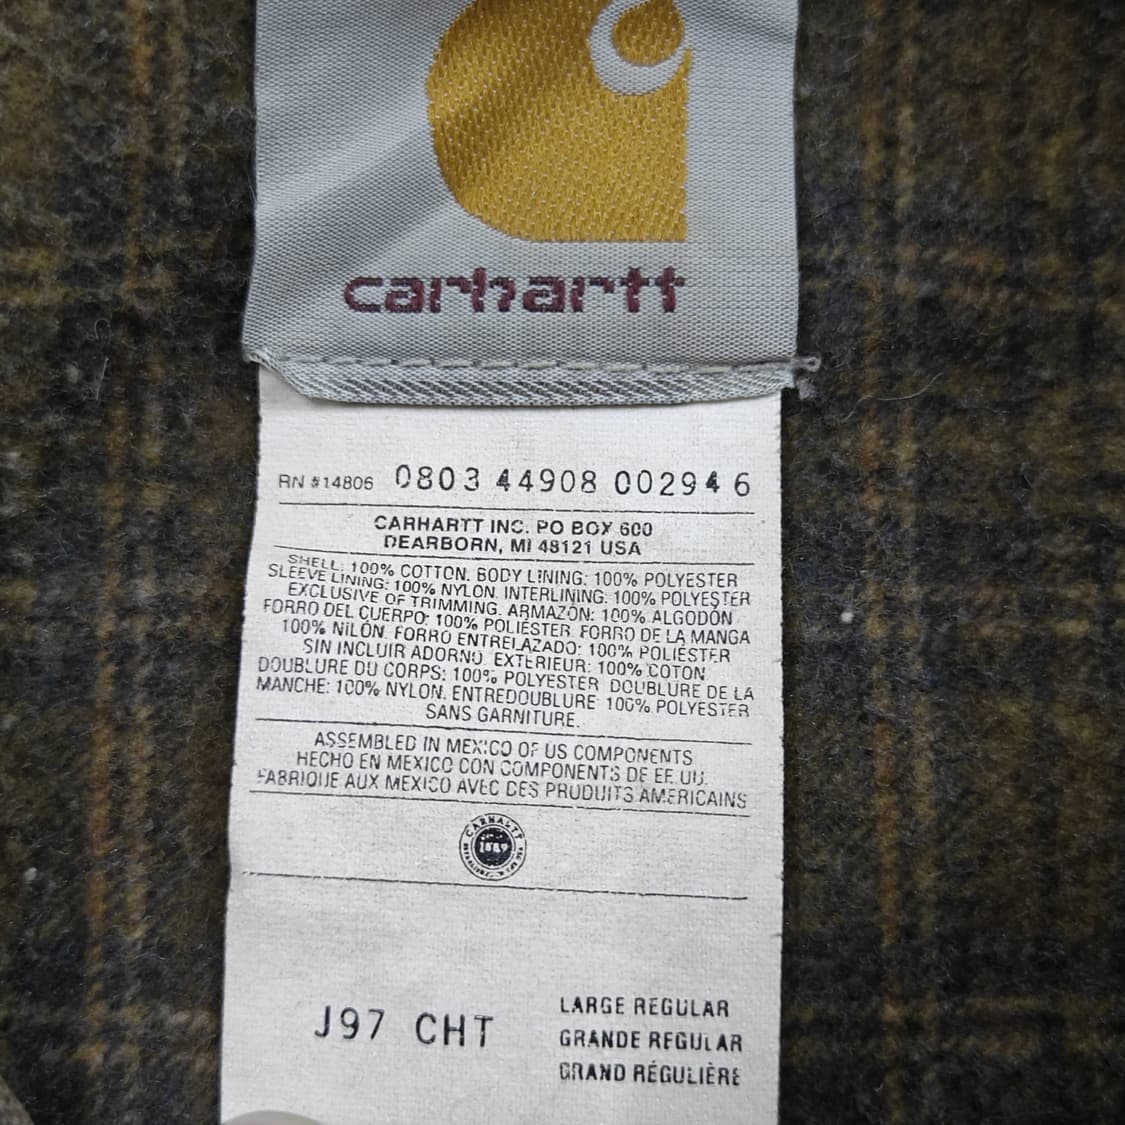 carhartt
RN #14806 0803 44908 002946
CARHARTT INC. PO BOX 600
DEARBORN, MI 48121 USA
SHELL: 100% COTTON. BODY LINING: 100% POLYESTER
SLEEVE LINING: 100% NYLON. INTERLINING: 100% POLYESTER
EXCLUSIVE OF TRIMMING. ARMAZÓN: 100% ALGODÓN
FORRO DEL CUERPO: 100% POLIÉSTER. FORRO DE LA MANGA
100% NILÓN. FORRO ENTRELAZADO: 100% POLIÉSTER
SIN INCLUIR ADORNO. EXTÉRIEUR: 100% COTON
DOUBLURE DU CORPS: 100% POLYESTER DOUBLURE DE LA
MANCHE: 100% NYLON. ENTREDOUBLURE: 100% POLYESTER
SANS GARNITURE.
ASSEMBLED IN MEXICO OF US COMPONENTS
HECHO EN MEXICO CON COMPONENTS DE EE.UU.
FABRIQUE AUX MEXICO AVEC DES PRODUITS AMERICAINS
CARHARTT
1889
J97 CHT
LARGE REGULAR
GRANDE REGULAR
GRAND RÉGULIÈRE